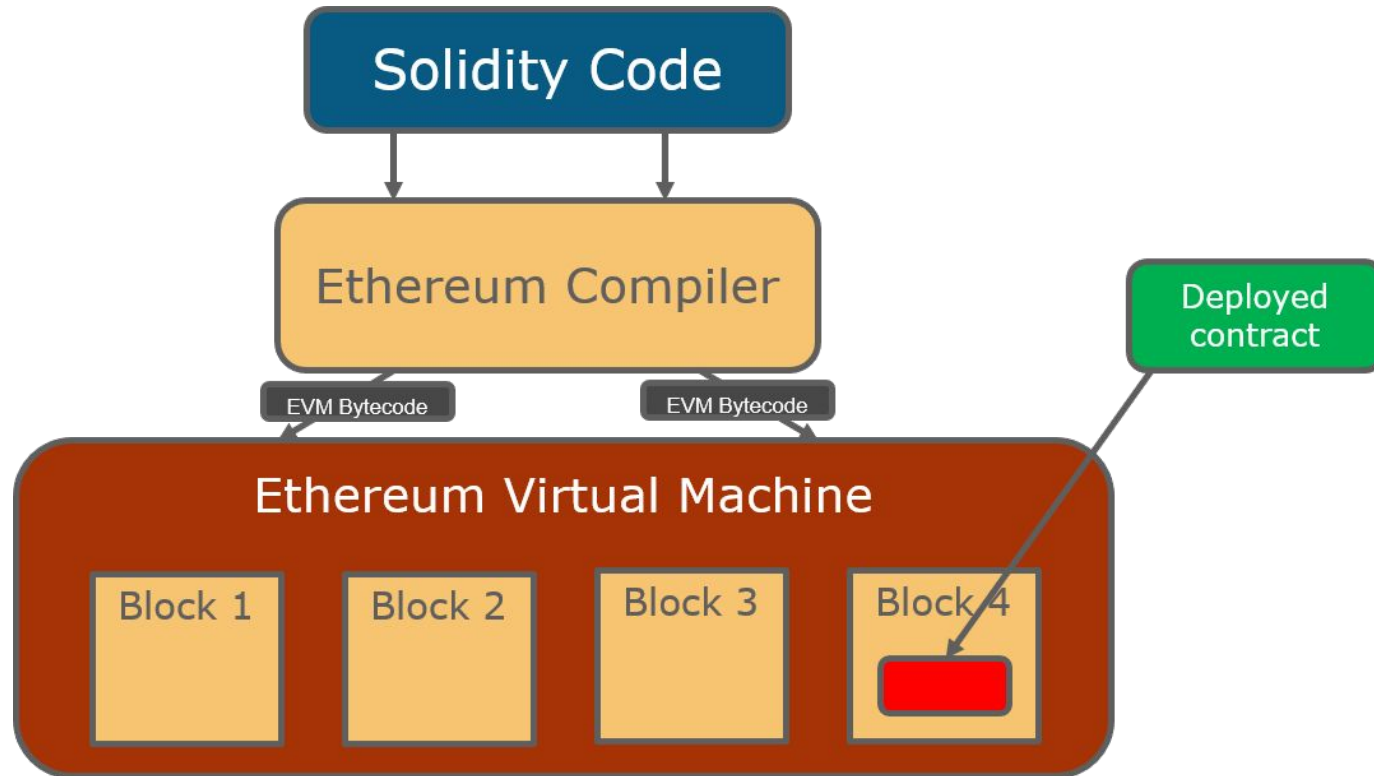 Solidity Code
Ethereum Compiler
Deployed
contract
EVM Bytecode
EVM Bytecode
Ethereum Virtual Machine
Block 1
Block 2
Block 3
Block 4